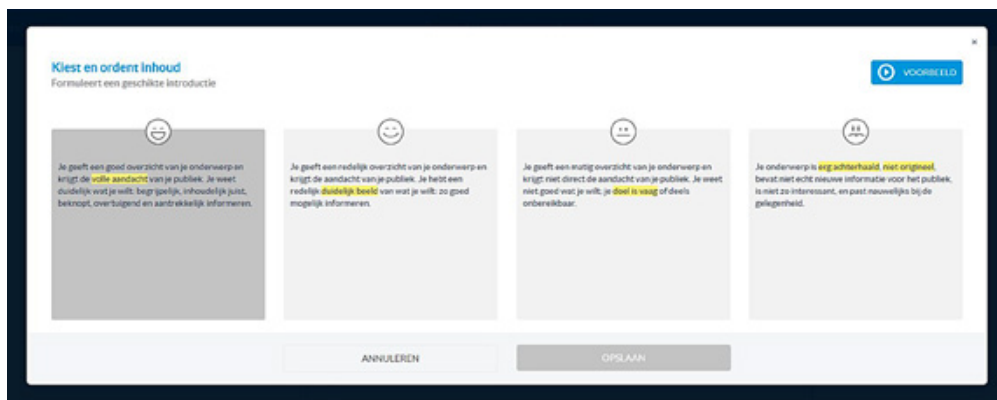 Kiest en ordent inhoud
Formuleert een geschikte introductie
VOORBEELD
Je geeft een goed overzicht van je onderwerp en
krijgt de volle aandacht van je publiek. Je weet
duidelijk wat je wilt: begrijpelijk, inhoudelijk juist,
beknopt, overtuigend en aantrekkelijk informeren.
Je geeft een redelijk overzicht van je onderwerp en
krijgt de aandacht van je publiek. Je hebt een
redelijk duidelijk beeld van wat je wilt: zo goed
mogelijk informeren.
Je geeft een matig overzicht van je onderwerp en
krijgt niet direct de aandacht van je publiek. Je weet
niet goed wat je wilt, je doel is vaag of deels
onbereikbaar.
Je onderwerp is erg achterhaald, niet origineel,
bevat niet echt nieuwe informatie voor het publiek,
is niet zo interessant, en past nauwelijks bij de
gelegenheid.
ANNULEREN
OPSLAAN